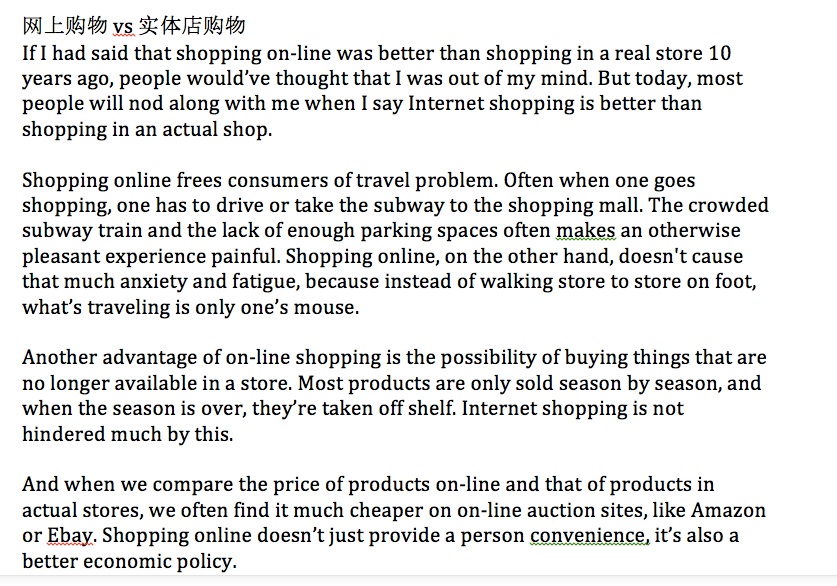 网上购物 vs 实体店购物
If I had said that shopping on-line was better than shopping in a real store 10
years ago, people would’ve thought that I was out of my mind. But today, most
people will nod along with me when I say Internet shopping is better than
shopping in an actual shop.
Shopping online frees consumers of travel problem. Often when one goes
shopping, one has to drive or take the subway to the shopping mall. The crowded
subway train and the lack of enough parking spaces often makes an otherwise
pleasant experience painful. Shopping online, on the other hand, doesn't cause
that much anxiety and fatigue, because instead of walking store to store on foot,
what’s traveling is only one’s mouse.
Another advantage of on-line shopping is the possibility of buying things that are
no longer available in a store. Most products are only sold season by season, and
when the season is over, they’re taken off shelf. Internet shopping is not
hindered much by this.
And when we compare the price of products on-line and that of products in
actual stores, we often find it much cheaper on on-line auction sites, like Amazon
or Ebay. Shopping online doesn’t just provide a person convenience, it’s also a
better economic policy.